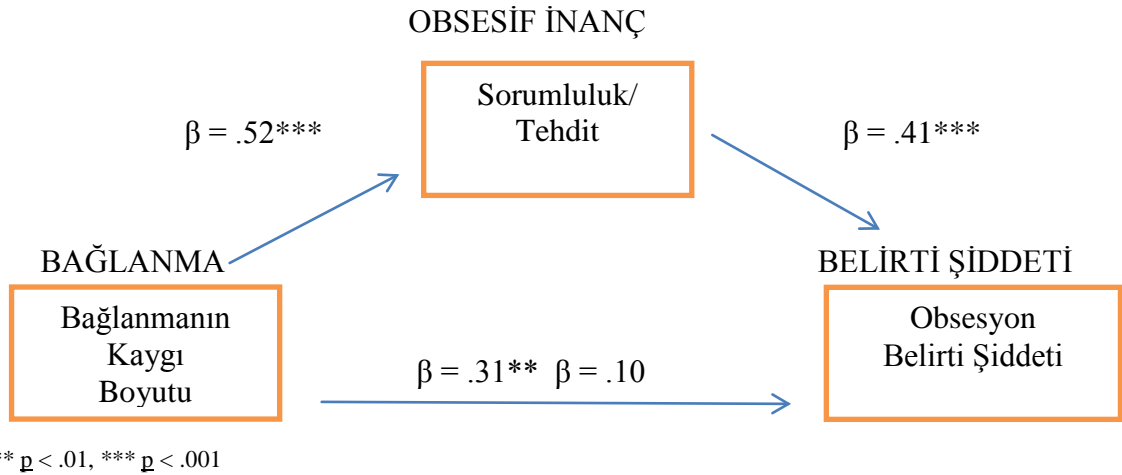 OBSESİF İNANÇ
Sorumluluk/
Tehdit
β = .52***
β = .41***
BAĞLANMA
BELİRTİ ŞİDDETİ
Bağlanmanın
Kaygı
Boyutu
Obsesyon
Belirti Şiddeti
β = .31** β = .10
** p < .01, *** p < .001